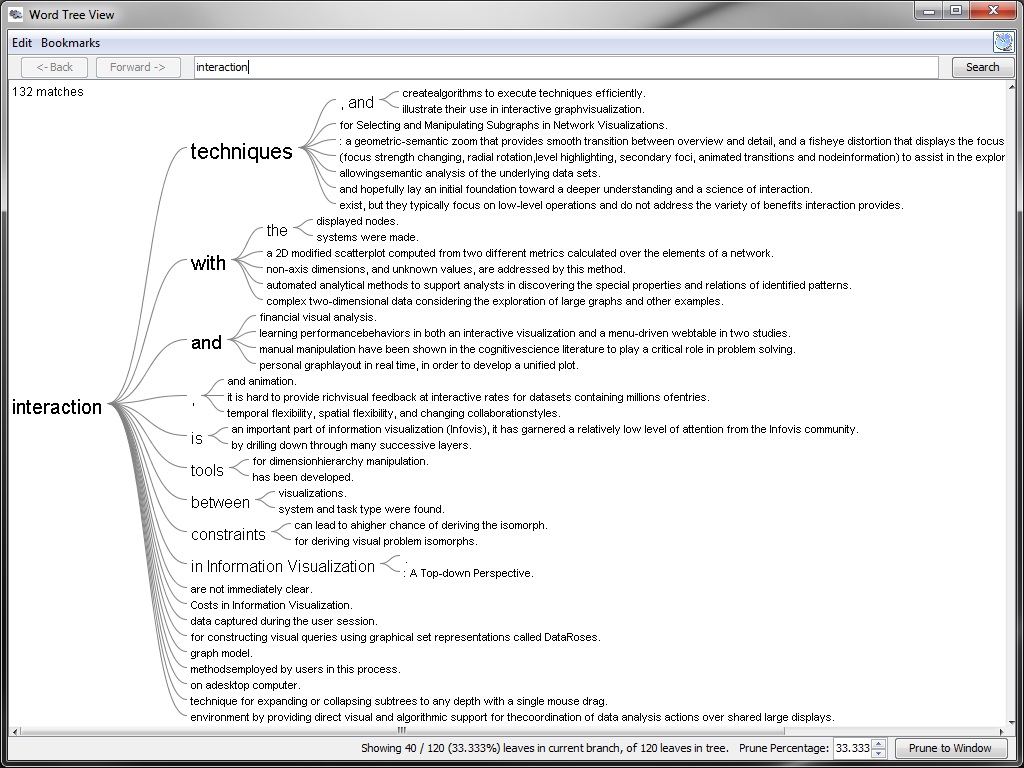 Word Tree View
Edit Bookmarks
<- Back Forward -> interaction Search
132 matches
interaction
techniques
, and
createalgorithms to execute techniques efficiently.
illustrate their use in interactive graphvisualization.
for Selecting and Manipulating Subgraphs in Network Visualizations.
: a geometric-semantic zoom that provides smooth transition between overview and detail, and a fisheye distortion that displays the focus
(focus strength changing, radial rotation,level highlighting, secondary foci, animated transitions and nodeinformation) to assist in the explor
allowingsemantic analysis of the underlying data sets.
and hopefully lay an initial foundation toward a deeper understanding and a science of interaction.
exist, but they typically focus on low-level operations and do not address the variety of benefits interaction provides.
with
the
displayed nodes.
systems were made.
a 2D modified scatterplot computed from two different metrics calculated over the elements of a network.
non-axis dimensions, and unknown values, are addressed by this method.
automated analytical methods to support analysts in discovering the special properties and relations of identified patterns.
complex two-dimensional data considering the exploration of large graphs and other examples.
and
financial visual analysis.
learning performancebehaviors in both an interactive visualization and a menu-driven webtable in two studies.
manual manipulation have been shown in the cognitivescience literature to play a critical role in problem solving.
personal graphlayout in real time, in order to develop a unified plot.
,
and animation.
it is hard to provide richvisual feedback at interactive rates for datasets containing millions ofentries.
temporal flexibility, spatial flexibility, and changing collaborationstyles.
is
an important part of information visualization (Infovis), it has garnered a relatively low level of attention from the Infovis community.
by drilling down through many successive layers.
tools
for dimensionhierarchy manipulation.
has been developed.
between
visualizations.
system and task type were found.
constraints
can lead to ahigher chance of deriving the isomorph.
for deriving visual problem isomorphs.
in Information Visualization
.
: A Top-down Perspective.
are not immediately clear.
Costs in Information Visualization.
data captured during the user session.
for constructing visual queries using graphical set representations called DataRoses.
graph model.
methodsemployed by users in this process.
on adesktop computer.
technique for expanding or collapsing subtrees to any depth with a single mouse drag.
environment by providing direct visual and algorithmic support for thecoordination of data analysis actions over shared large displays.
Showing 40 / 120 (33.333%) leaves in current branch, of 120 leaves in tree. Prune Percentage: 33.333 Prune to Window